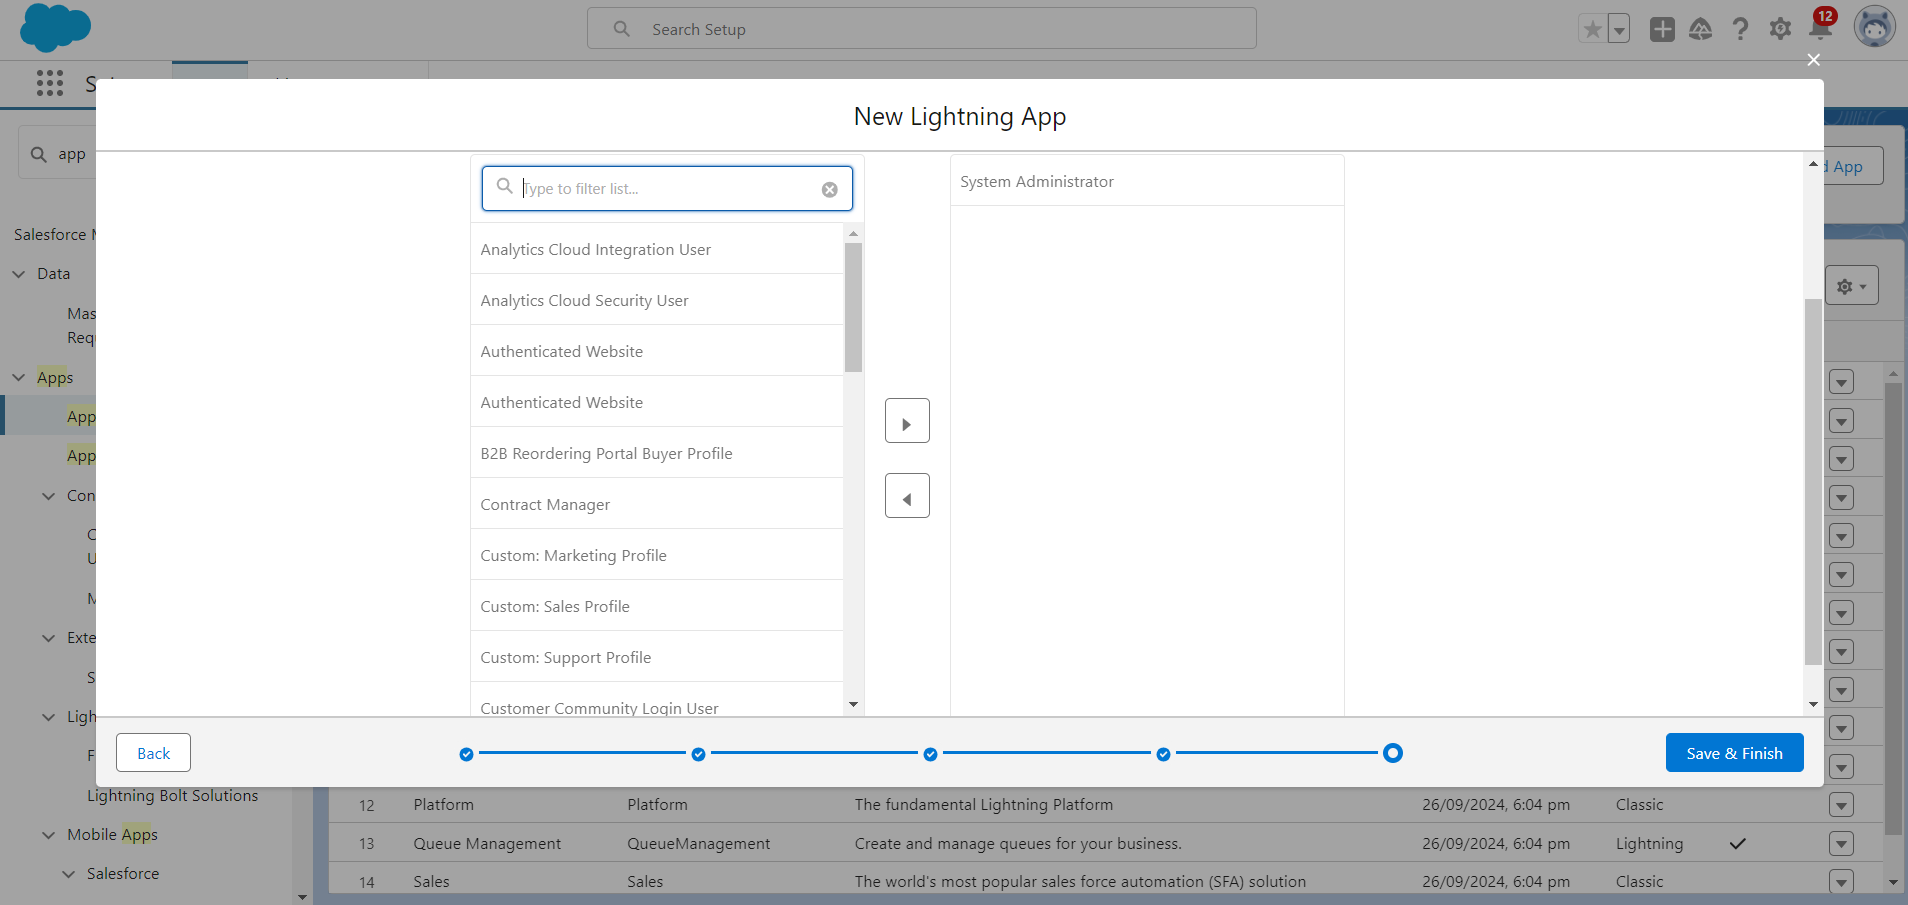 Search Setup
12
New Lightning App
app
Type to filter list...
System Administrator
d App
Salesforce
Data
Analytics Cloud Integration User
Analytics Cloud Security User
Authenticated Website
Apps
Authenticated Website
App
App
B2B Reordering Portal Buyer Profile
Contract Manager
Custom: Marketing Profile
Custom: Sales Profile
Custom: Support Profile
Customer Community Login User
Back
Save & Finish
Lightning Bolt Solutions
12 Platform Platform The fundamental Lightning Platform 26/09/2024, 6:04 pm Classic
Mobile Apps
13 Queue Management QueueManagement Create and manage queues for your business. 26/09/2024, 6:04 pm Lightning
Salesforce
14 Sales Sales The world's most popular sales force automation (SFA) solution 26/09/2024, 6:04 pm Classic